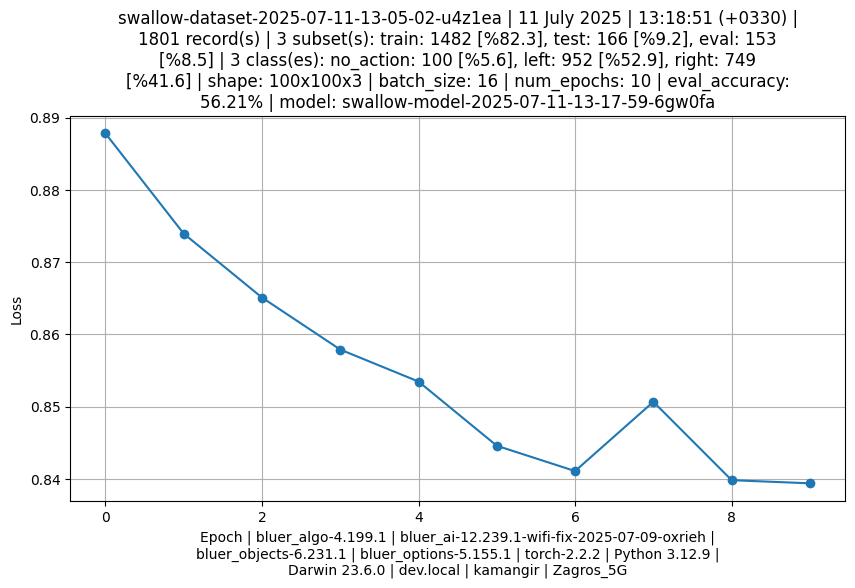 swallow-dataset-2025-07-11-13-05-02-u4z1ea | 11 July 2025 | 13:18:51 (+0330) |
1801 record(s) | 3 subset(s): train: 1482 [%82.3], test: 166 [%9.2], eval: 153
[%8.5] | 3 class(es): no_action: 100 [%5.6], left: 952 [%52.9], right: 749
[%41.6] | shape: 100x100x3 | batch_size: 16 | num_epochs: 10 | eval_accuracy:
56.21% | model: swallow-model-2025-07-11-13-17-59-6gw0fa
0.89
0.88
0.87
0.86
0.85
0.84
Loss
0 2 4 6 8
Epoch | bluer_algo-4.199.1 | bluer_ai-12.239.1-wifi-fix-2025-07-09-oxrieh |
bluer_objects-6.231.1 | bluer_options-5.155.1 | torch-2.2.2 | Python 3.12.9 |
Darwin 23.6.0 | dev.local | kamangir | Zagros_5G